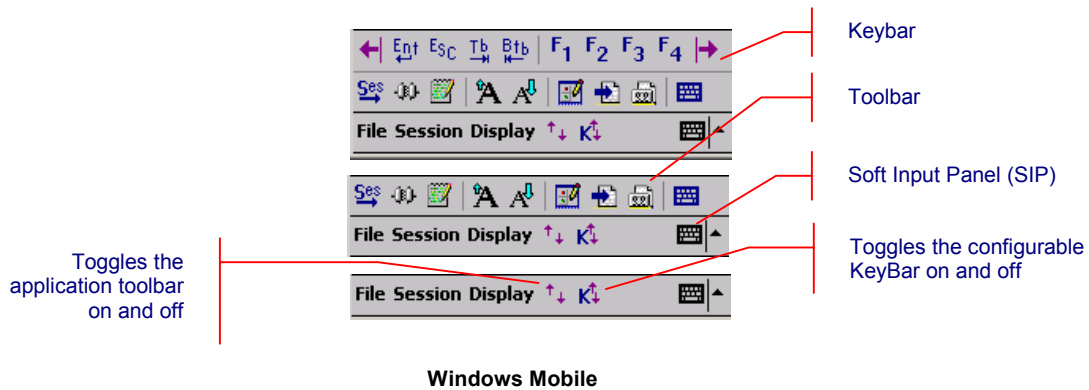 Ent Esc Tb Btb F1 F2 F3 F4
Keybar
Ses A A
Toolbar
File Session Display K
Ses A A
Soft Input Panel (SIP)
File Session Display K
Toggles the
application toolbar
on and off
Toggles the configurable
KeyBar on and off
File Session Display K
Windows Mobile